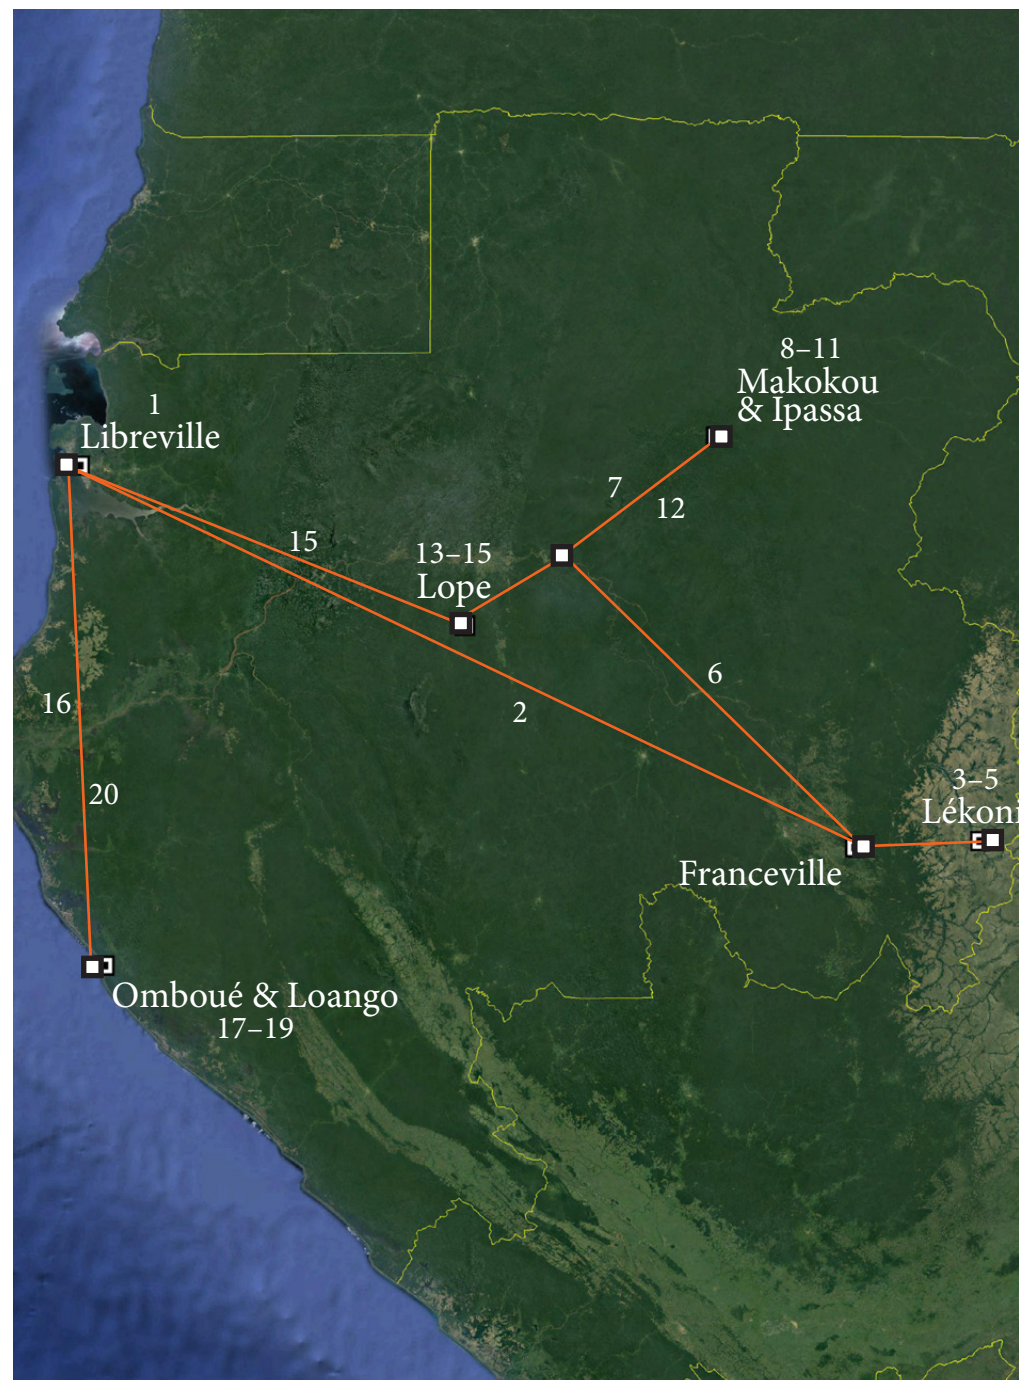 8–11
Makokou
& Ipassa
1
Libreville
7
12
15
13–15
Lope
6
16
2
3–5
Lékoni
20
Franceville
Omboué & Loango
17–19